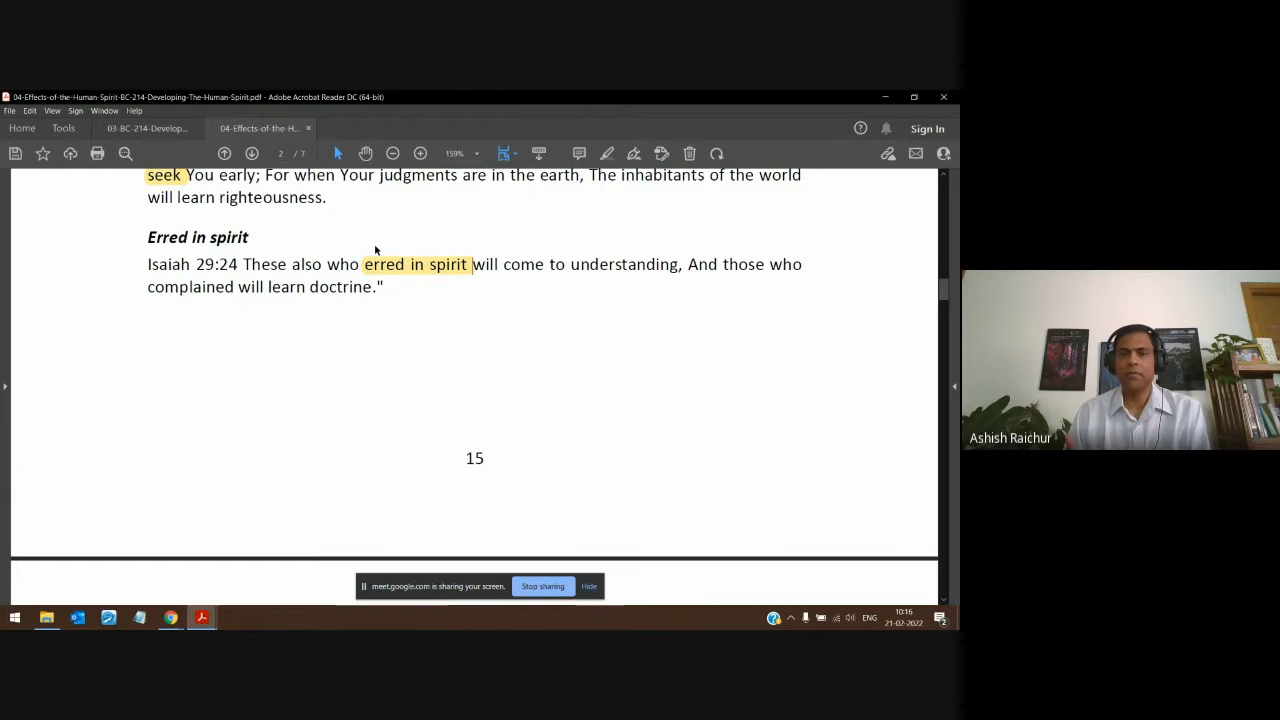 04-Effects-of-the-Human-Spirit-BC-214-Developing-The-Human-Spirit.pdf - Adobe Acrobat Reader DC (64-bit)
File Edit View Sign Window Help
Home Tools 03-BC-214-Develop... 04-Effects-of-the-H... × Sign In
2 / 7 159%
seek You early; For when Your judgments are in the earth, The inhabitants of the world
will learn righteousness.
Erred in spirit
Isaiah 29:24 These also who erred in spirit will come to understanding, And those who
complained will learn doctrine."
15
Ashish Raichur
meet.google.com is sharing your screen. Stop sharing Hide
ENG 10:16
21-02-2022
2